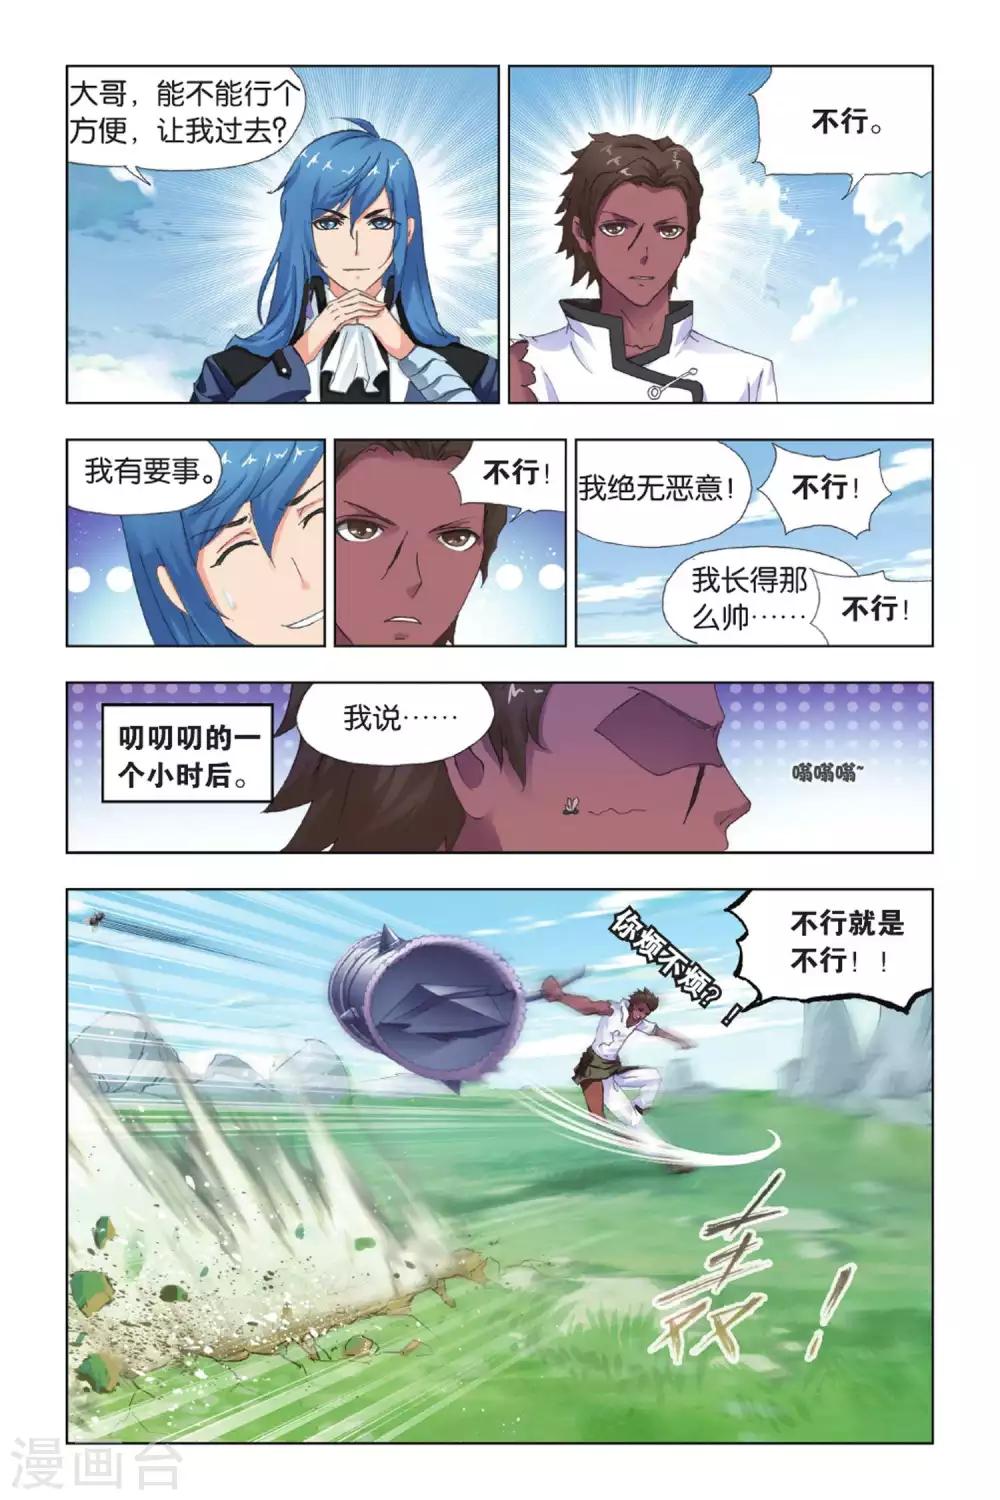 大哥，能不能行个
方便，让我过去？
不行。
我有要事。
不行！
我绝无恶意！
不行！
我长得那
么帅……
不行！
叨叨叨的一
个小时后。
我说……
嗡嗡嗡~
你烦不烦？！
不行就是
不行！！
轰！
漫画台